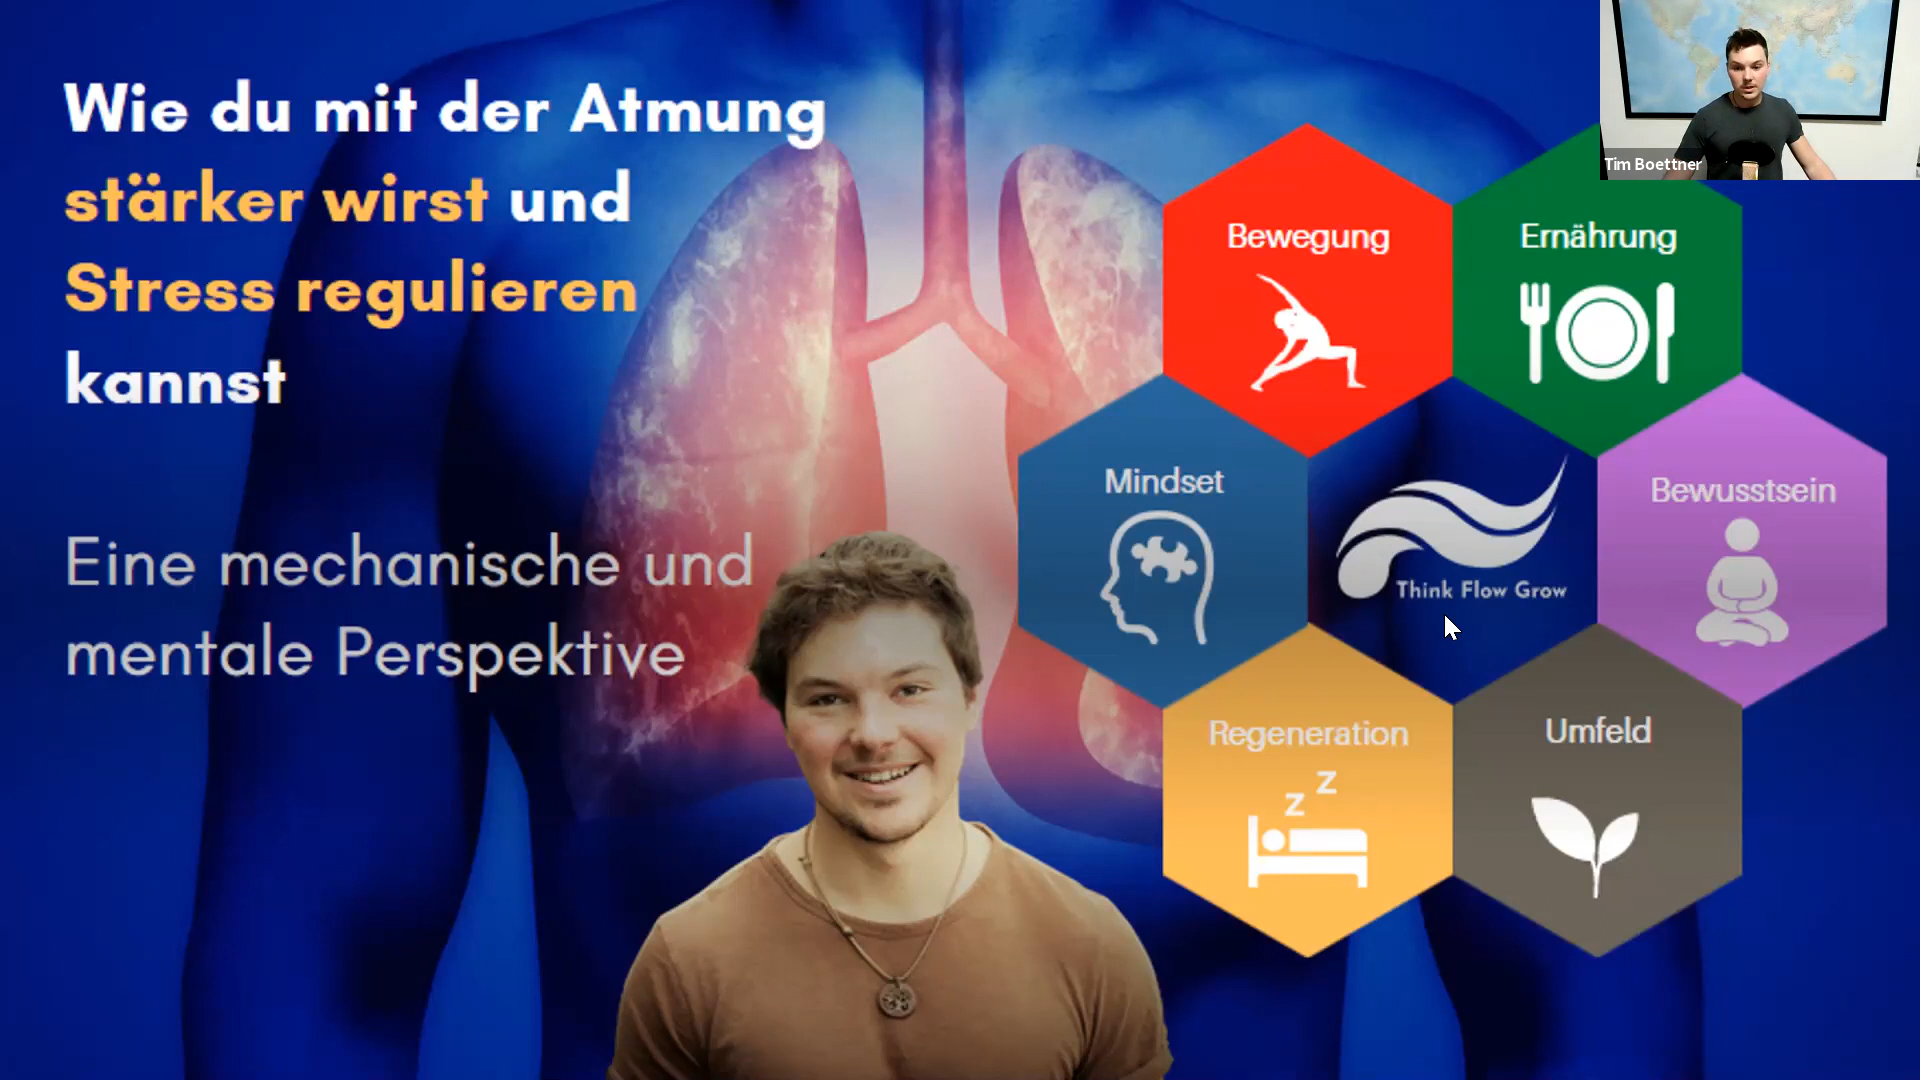 Wie du mit der Atmung
stärker wirst und
Stress regulieren
kannst
Eine mechanische und
mentale Perspektive
Bewegung
Ernährung
Mindset
Bewusstsein
Think Flow Grow
Regeneration
z
z
Umfeld
Tim Boettner